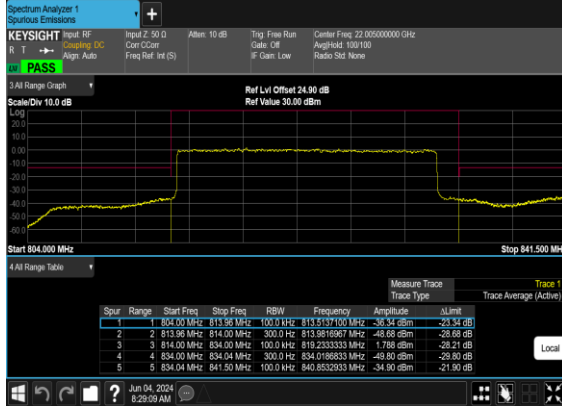 Spectrum Analyzer 1
Spurious Emissions
+
KEYSIGHT Input: RF Input Z: 50 Ω Atten: 10 dB Trig: Free Run Center Freq: 22.005000000 GHz
R T Coupling: DC Corr CCorr Gate: Off Avg|Hold: 100/100
Align: Auto Freq Ref: Int (S) IF Gain: Low Radio Std: None
PASS
3 All Range Graph
Scale/Div 10.0 dB Ref Lvl Offset 24.90 dB
Ref Value 30.00 dBm
Log
20.0
10.0
0.00
-10.0
-20.0
-30.0
-40.0
-50.0
-60.0
Start 804.000 MHz Stop 841.500 MH
4 All Range Table
Measure Trace Trace 1
Trace Type Trace Average (Active)
Spur Range Start Freq Stop Freq RBW Frequency Amplitude ΔLimit
1 1 804.00 MHz 813.96 MHz 100.0 kHz 813.5137100 MHz -36.34 dBm -23.34 dB
2 2 813.96 MHz 814.00 MHz 300.0 Hz 813.9816967 MHz -48.68 dBm -28.68 dB
3 3 814.00 MHz 834.00 MHz 100.0 kHz 819.2333333 MHz 1.788 dBm -28.21 dB
4 4 834.00 MHz 834.04 MHz 300.0 Hz 834.0186833 MHz -49.80 dBm -29.80 dB
5 5 834.04 MHz 841.50 MHz 100.0 kHz 840.8532933 MHz -34.90 dBm -21.90 dB
Local
? Jun 04, 2024
8:29:09 AM